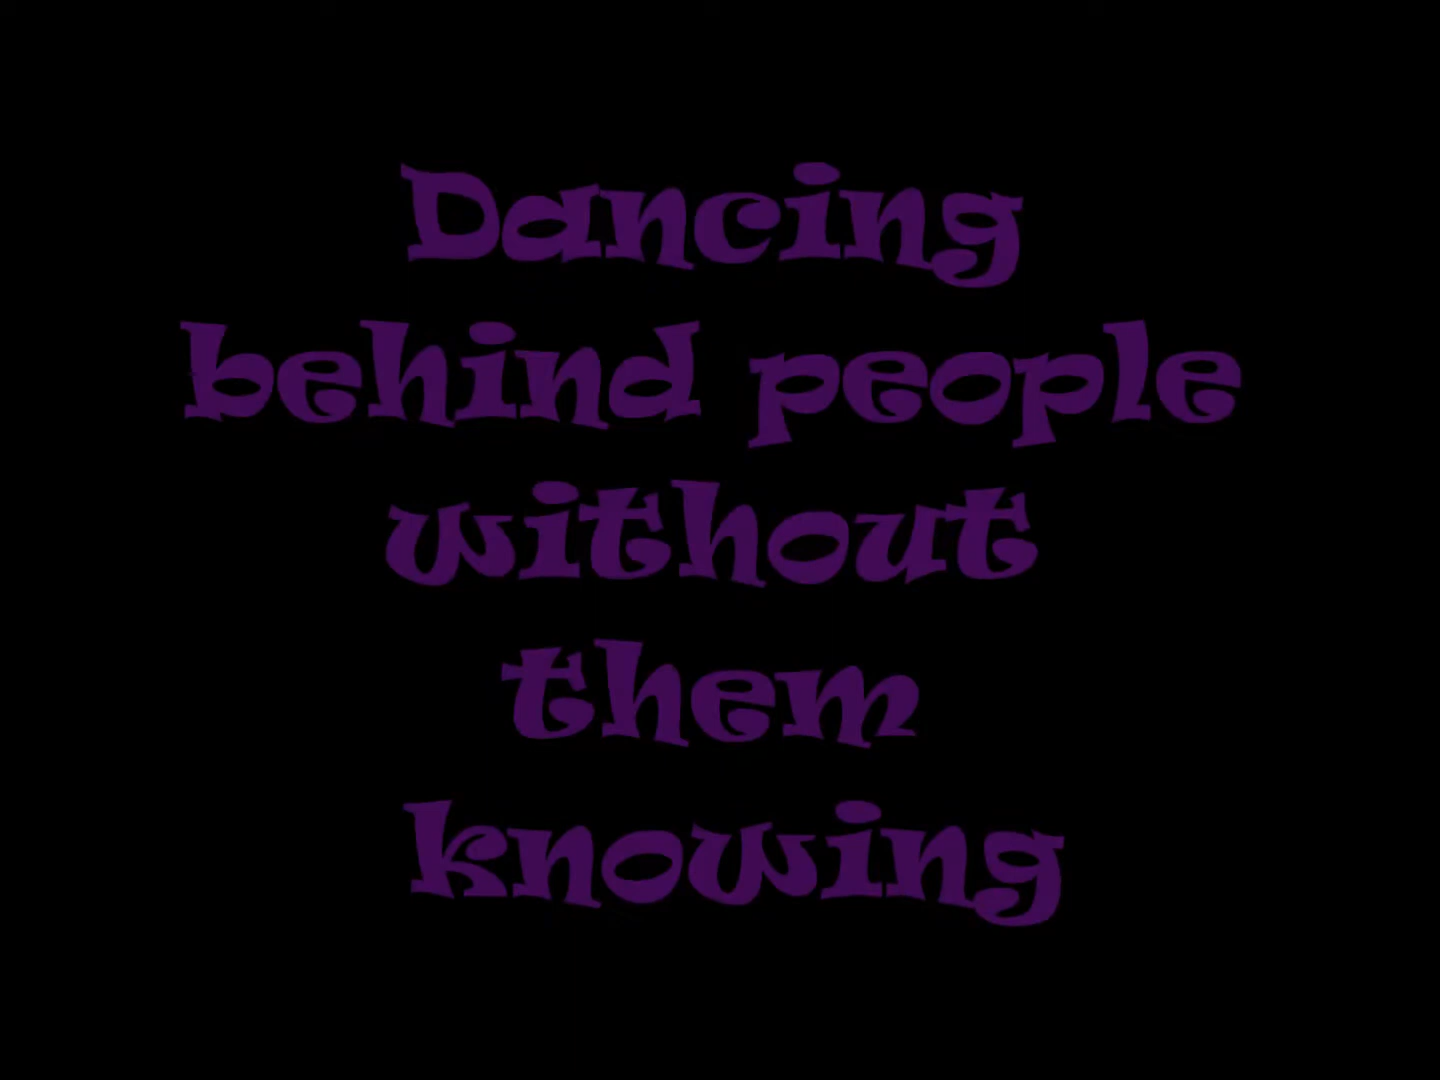 Dancing
behind people
without
them
knowing